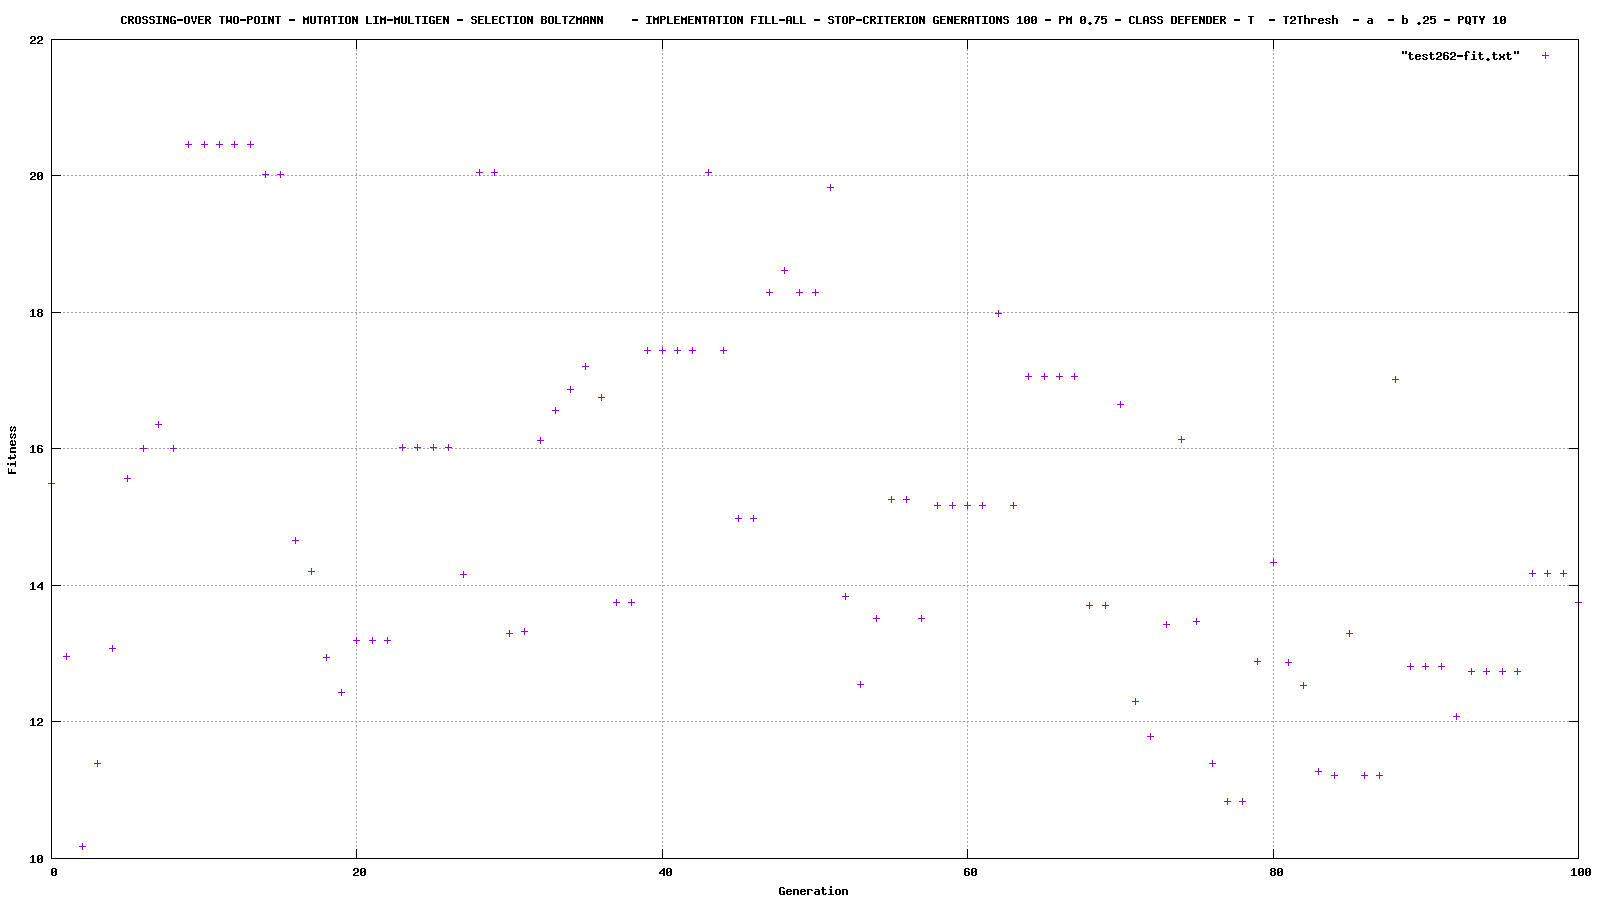 CROSSING-OVER TWO-POINT - MUTATION LIM-MULTIGEN - SELECTION BOLTZMANN    - IMPLEMENTATION FILL-ALL - STOP-CRITERION GENERATIONS 100 - PM 0.75 - CLASS DEFENDER - T  - T2Thresh  - a  - b .25 - PQTY 10
"test262-fit.txt"
22
20
18
16
14
12
10
Fitness
0 20 40 60 80 100
Generation